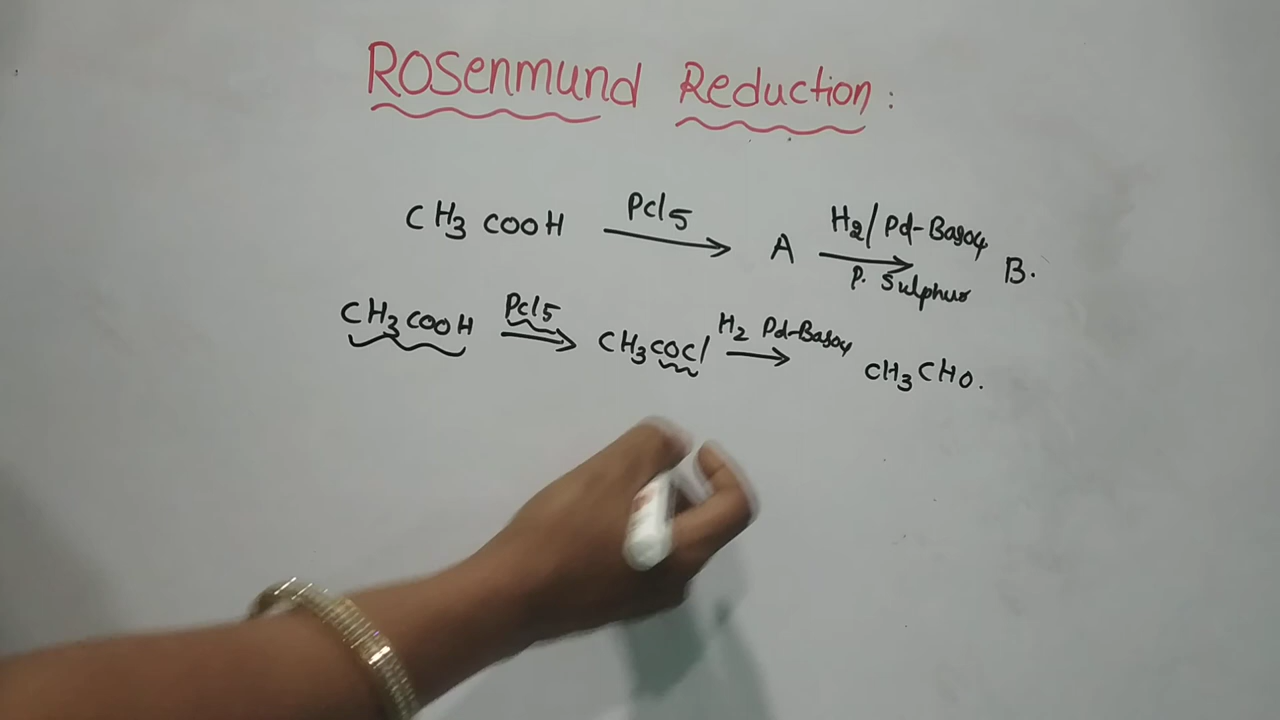 Rosenmund Reduction:
CH3 COOH PCl5 A H2/Pd-BaSO4 B.
P. Sulphur
CH3COOH PCl5 CH3COCl H2 Pd-BaSO4 CH3CHO.